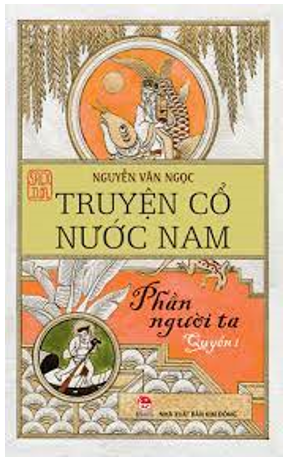 NGUYỄN VĂN NGỌC
TRUYỆN CỔ
NƯỚC NAM
Phần
người ta
Quyển 1
NHÀ XUẤT BẢN KIM ĐỒNG